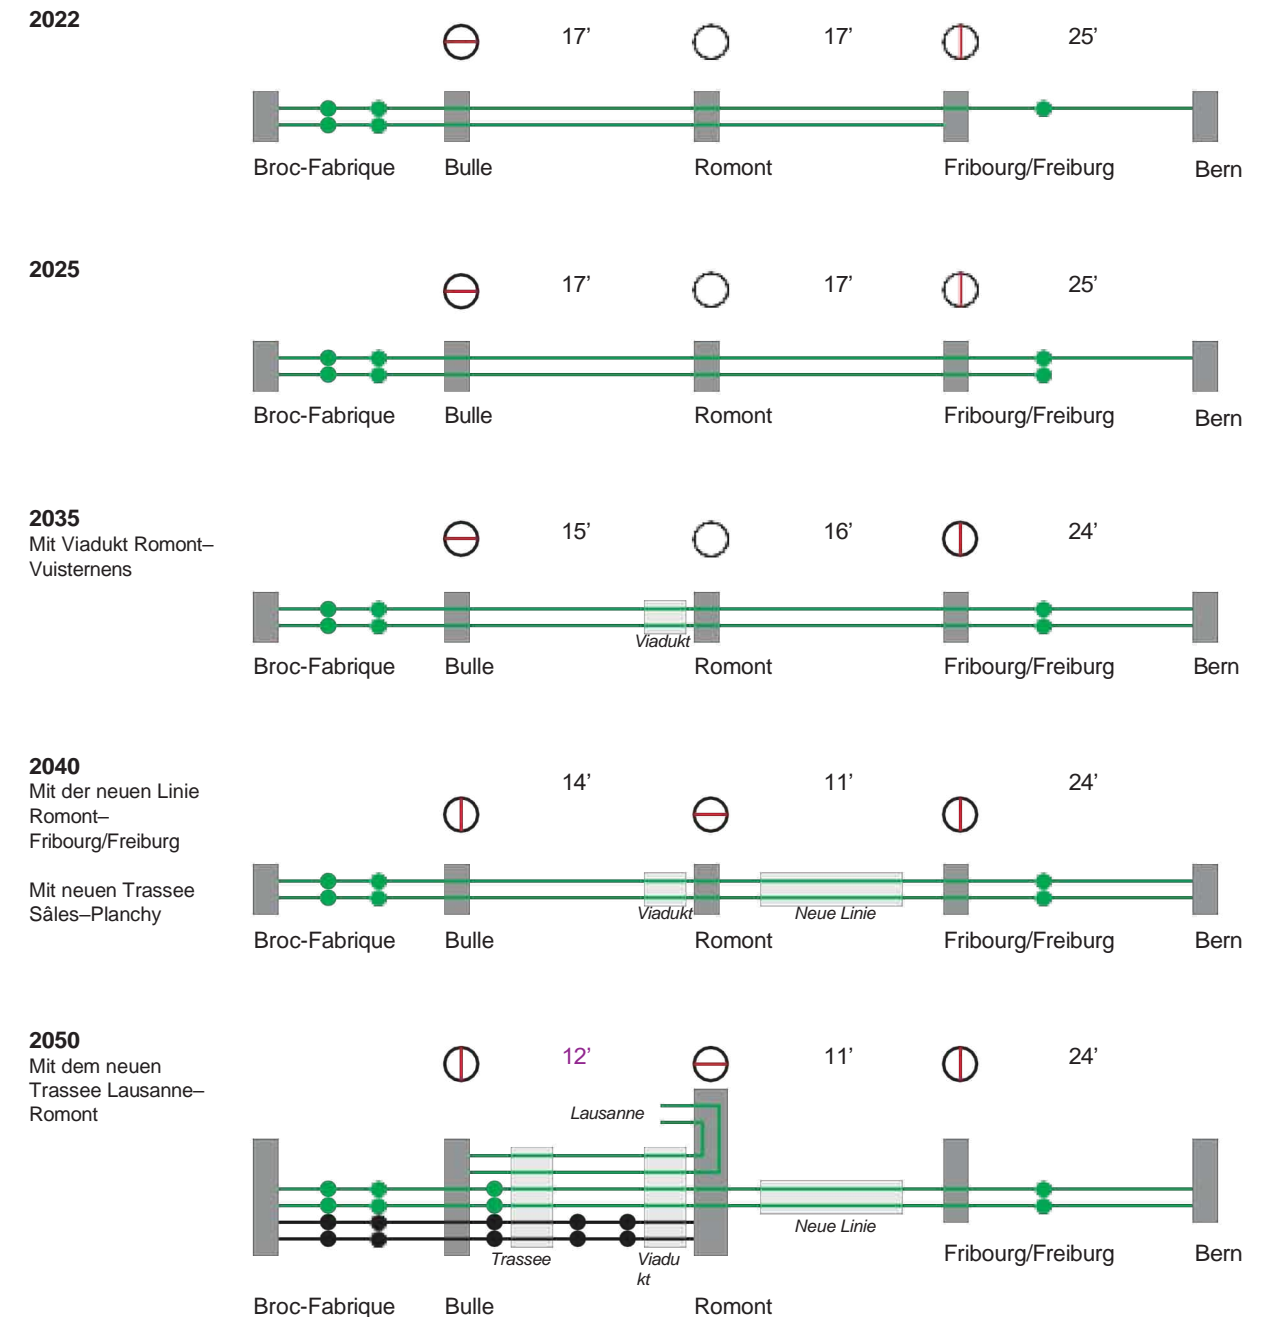 2022
17’ 17’ 25’
Broc-Fabrique Bulle Romont Fribourg/Freiburg Bern
2025
17’ 17’ 25’
Broc-Fabrique Bulle Romont Fribourg/Freiburg Bern
2035
Mit Viadukt Romont–
Vuisternens
15’ 16’ 24’
Viadukt
Broc-Fabrique Bulle Romont Fribourg/Freiburg Bern
2040
Mit der neuen Linie
Romont–
Fribourg/Freiburg
Mit neuen Trassee
Sâles–Planchy
14’ 11’ 24’
Viadukt Neue Linie
Broc-Fabrique Bulle Romont Fribourg/Freiburg Bern
2050
Mit dem neuen
Trassee Lausanne–
Romont
12’ 11’ 24’
Lausanne
Neue Linie
Trassee Viadu
kt
Fribourg/Freiburg Bern
Broc-Fabrique Bulle Romont